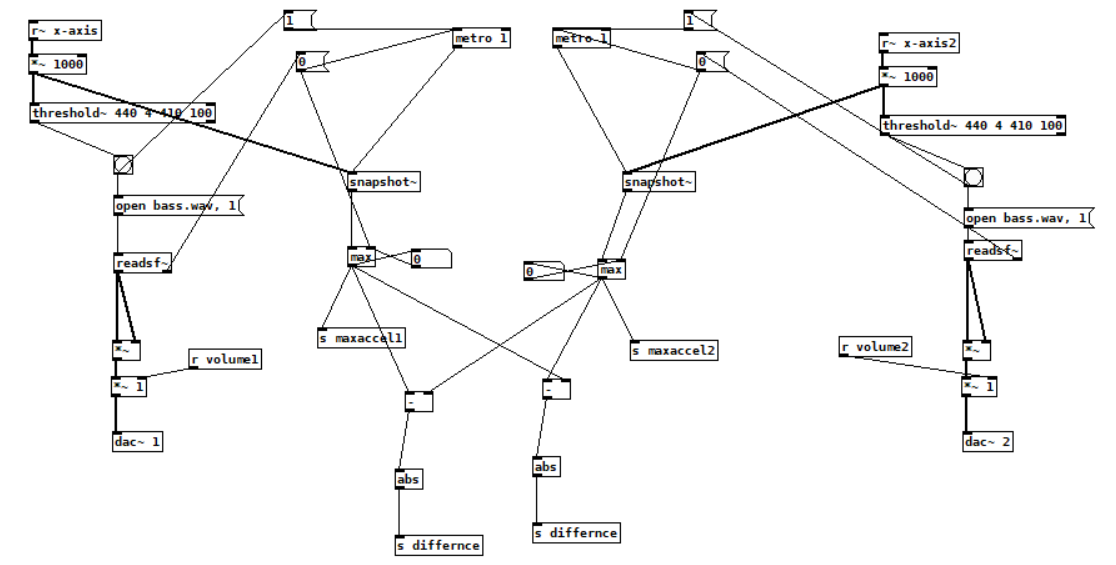 1
1
r~ x-axis
metro 1
metro 1
r~ x-axis2
0
0
*~ 1000
*~ 1000
threshold~ 440 4 410 100
threshold~ 440 4 410 100
snapshot~
snapshot~
open bass.wav, 1
open bass.wav, 1
readsf~
max
0
0
max
readsf~
s maxaccel1
s maxaccel2
r volume2
*~
r volume1
*~
*~ 1
*~ 1
-
-
dac~ 1
dac~ 2
abs
abs
s differnce
s differnce